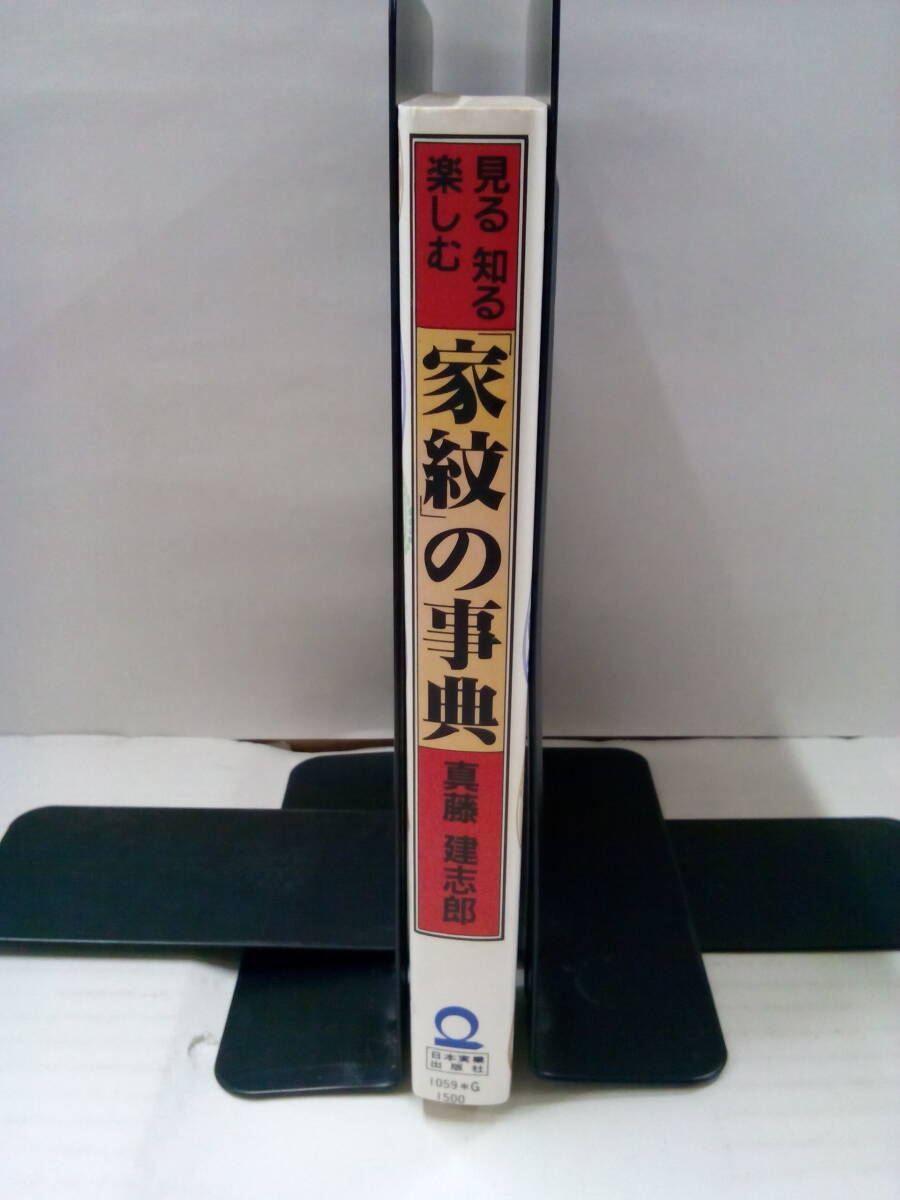 見る 知る
楽しむ
「家紋」の事典
真藤 建志郎
日本実業
出版社
1059*G
1500